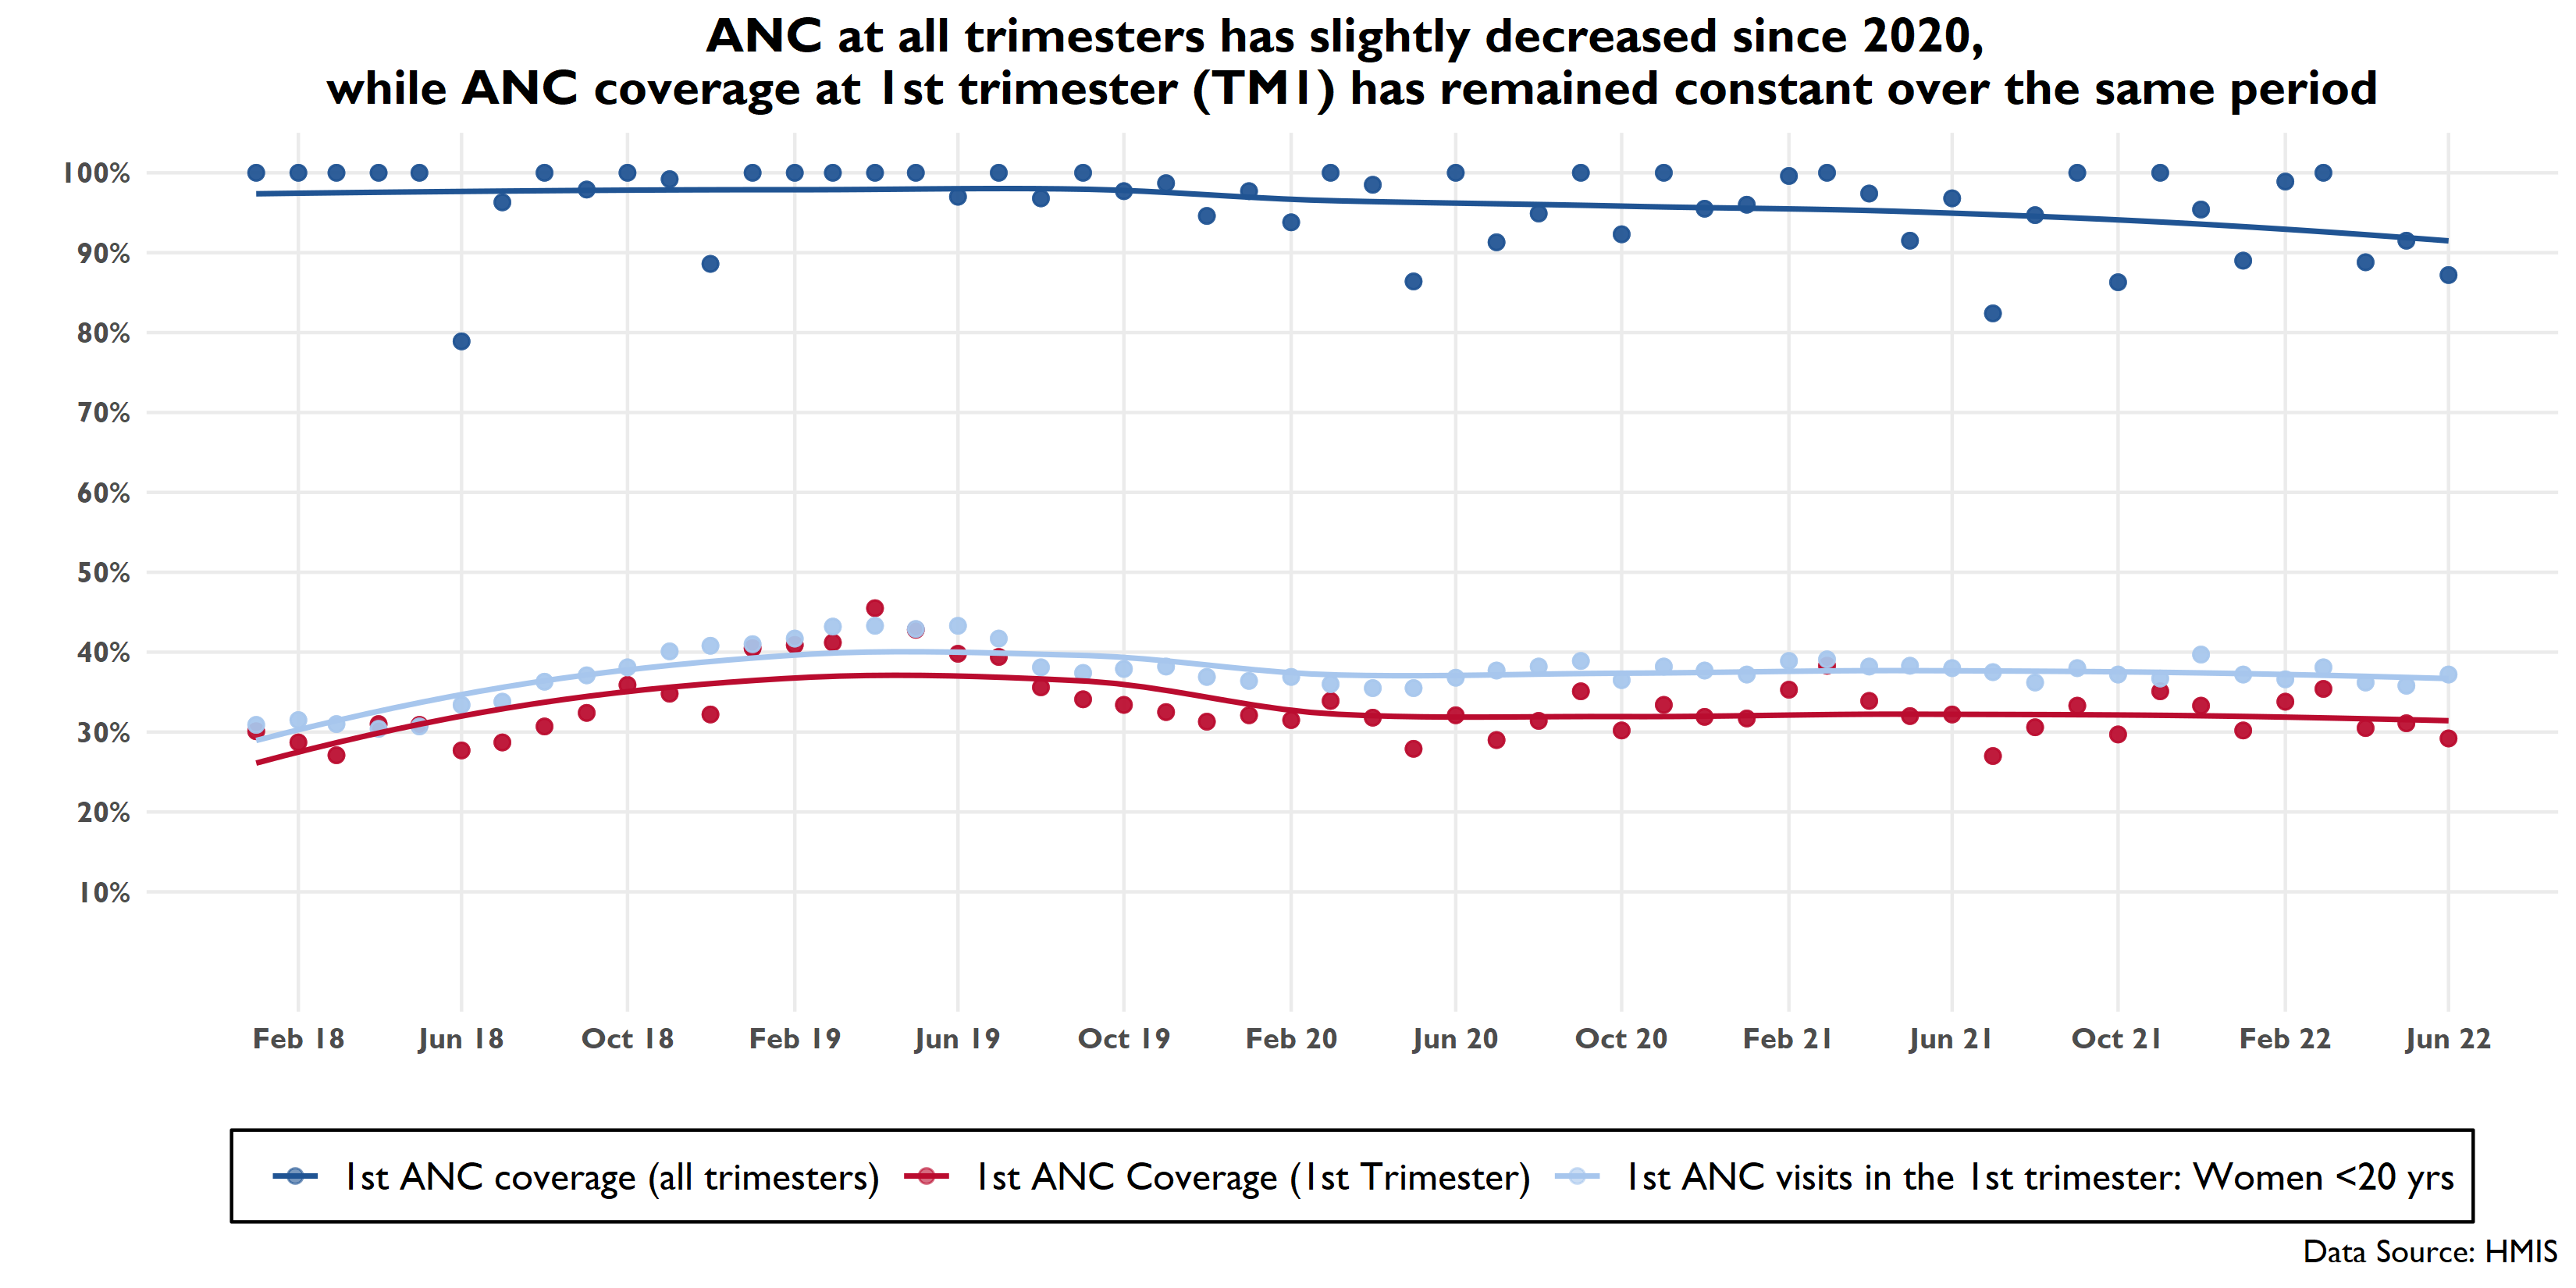 ANC at all trimesters has slightly decreased since 2020,
while ANC coverage at 1st trimester (TM1) has remained constant over the same period
100%
90%
80%
70%
60%
50%
40%
30%
20%
10%
Feb 18 Jun 18 Oct 18 Feb 19 Jun 19 Oct 19 Feb 20 Jun 20 Oct 20 Feb 21 Jun 21 Oct 21 Feb 22 Jun 22
1st ANC coverage (all trimesters) 1st ANC Coverage (1st Trimester) 1st ANC visits in the 1st trimester: Women <20 yrs
Data Source: HMIS